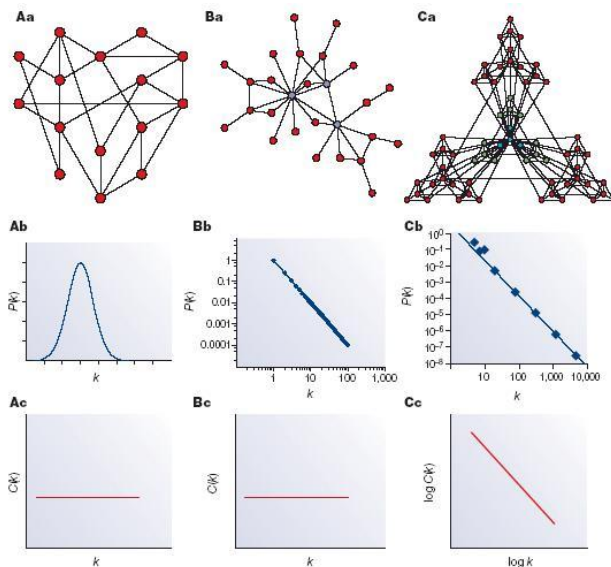 Aa
Ba
Ca
Ab
P(k)
k
Bb
P(k)
1
0.1
0.01
0.001
0.0001
1
10
100
1,000
k
Cb
P(k)
10⁰
10⁻¹
10⁻²
10⁻³
10⁻⁴
10⁻⁵
10⁻⁶
10⁻⁷
10⁻⁸
10
100
1,000
10,000
k
Ac
C(k)
k
Bc
C(k)
k
Cc
log C(k)
log k